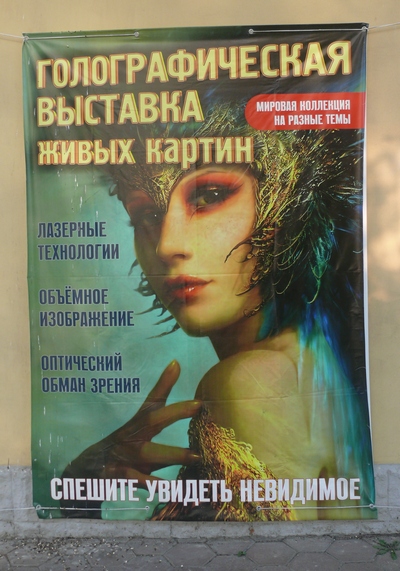 ГОЛОГРАФИЧЕСКАЯ
ВЫСТАВКА
ЖИВЫХ КАРТИН
МИРОВАЯ КОЛЛЕКЦИЯ
НА РАЗНЫЕ ТЕМЫ
ЛАЗЕРНЫЕ
ТЕХНОЛОГИИ
ОБЪЁМНОЕ
ИЗОБРАЖЕНИЕ
ОПТИЧЕСКИЙ
ОБМАН ЗРЕНИЯ
СПЕШИТЕ УВИДЕТЬ НЕВИДИМОЕ